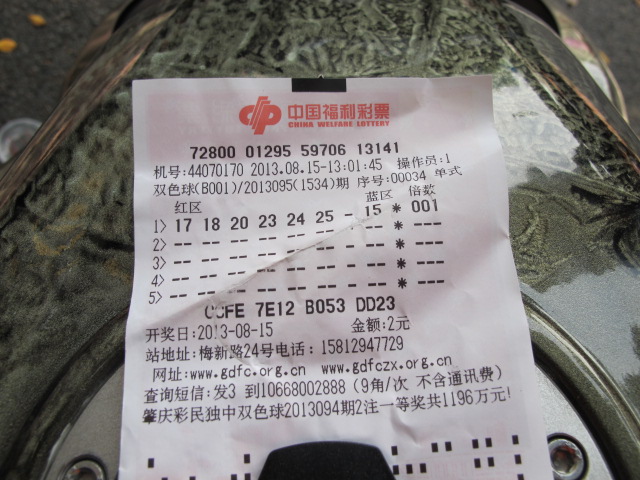 中国福利彩票
CHINA WELFARE LOTTERY
72800 01295 59706 13141
机号:44070170 2013.08.15-13:01:45 操作员:1
双色球(B001)/2013095(1534)期 序号:00034 单式
红区 蓝区 倍数
1> 17 18 20 23 24 25 - 15 * 001
2> -- -- -- -- -- -- - -- * ---
3> -- -- -- -- -- -- - -- * ---
4> -- -- -- -- -- -- - -- * ---
5> -- -- -- -- -- -- - -- * ---
7E12 B053 DD23
开奖日:2013-08-15 金额:2元
站地址:梅新路24号电话:15812947729
网址:www.gdfc.org.cn www.gdfczx.org.cn
查询短信:发3 到10668002888(9角/次 不含通讯费)
肇庆彩民独中双色球2013094期2注一等奖共1196万元!